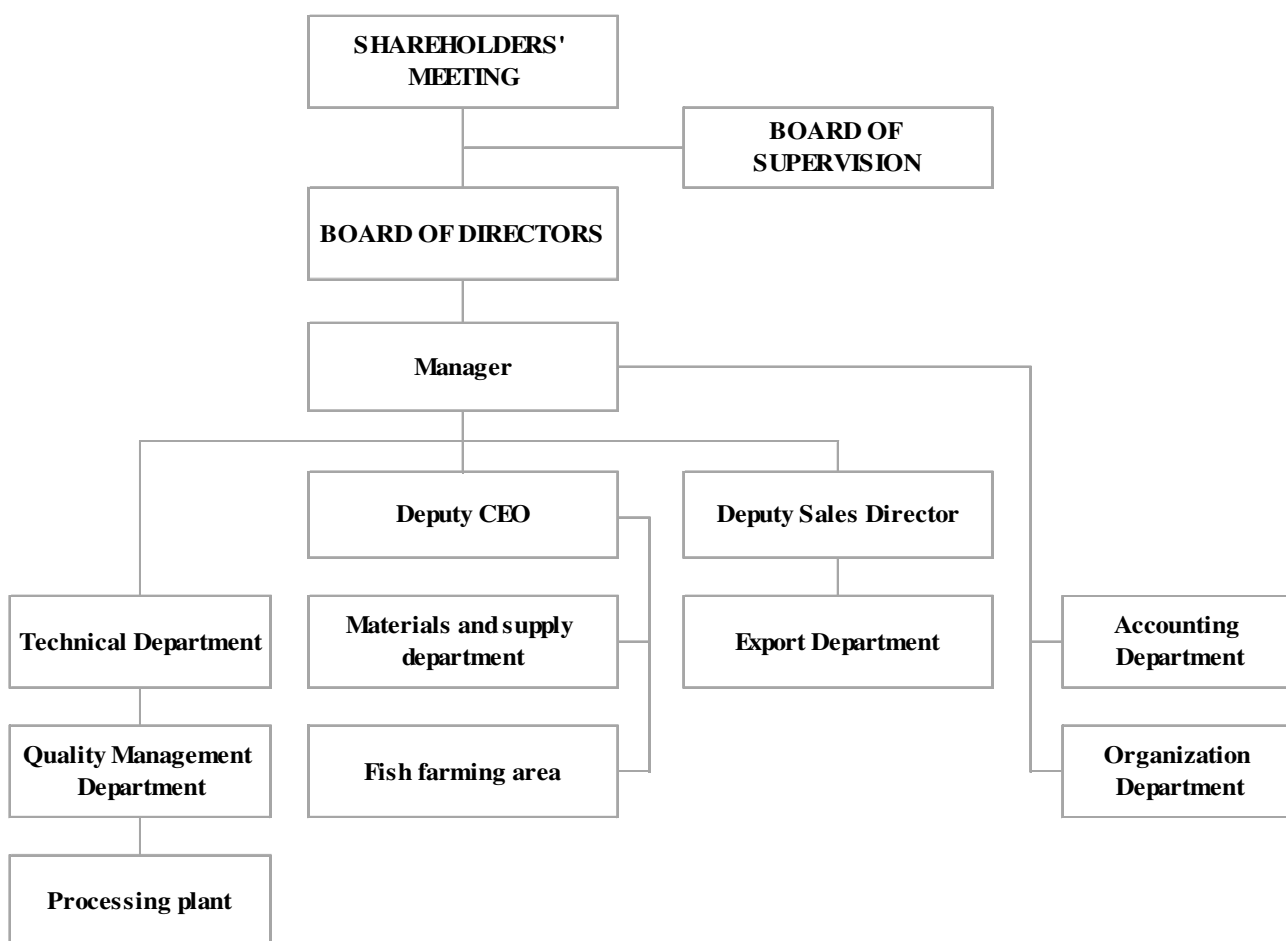 SHAREHOLDERS'
MEETING
BOARD OF
SUPERVISION
BOARD OF DIRECTORS
Manager
Deputy CEO
Deputy Sales Director
Technical Department
Materials and supply
department
Export Department
Accounting
Department
Quality Management
Department
Fish farming area
Organization
Department
Processing plant